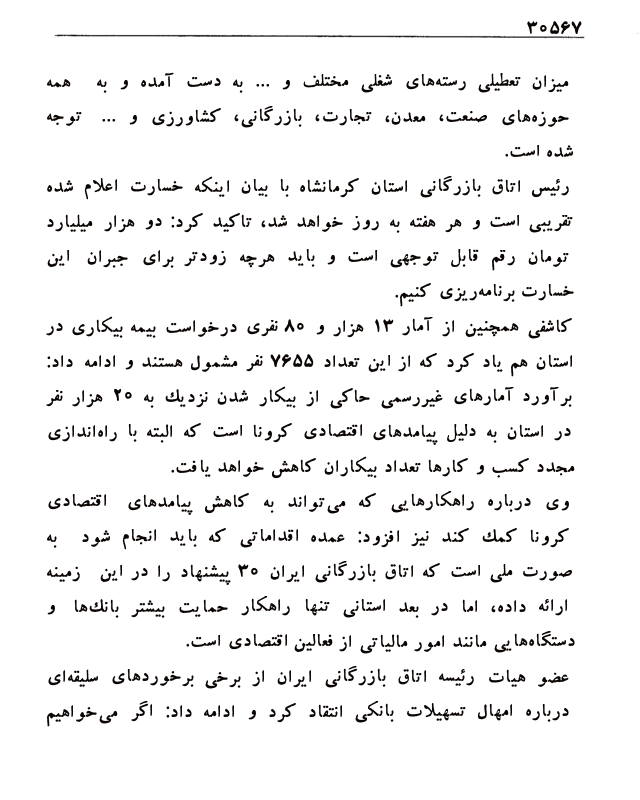 ۳۰۵۶۷
میزان تعطیلی رسته‌های شغلی مختلف و ... به دست آمده و به همه
حوزه‌های صنعت، معدن، تجارت، بازرگانی، کشاورزی و ... توجه
شده است.
رئیس اتاق بازرگانی استان کرمانشاه با بیان اینکه خسارت اعلام شده
تقریبی است و هر هفته به روز خواهد شد، تاکید کرد: دو هزار میلیارد
تومان رقم قابل توجهی است و باید هرچه زودتر برای جبران این
خسارت برنامه‌ریزی کنیم.
کاشفی همچنین از آمار ۱۳ هزار و ۸۰ نفری درخواست بیمه بیکاری در
استان هم یاد کرد که از این تعداد ۷۶۵۵ نفر مشمول هستند و ادامه داد:
برآورد آمارهای غیررسمی حاکی از بیکار شدن نزدیك به ۲۰ هزار نفر
در استان به دلیل پیامدهای اقتصادی کرونا است که البته با راه‌اندازی
مجدد کسب و کارها تعداد بیکاران کاهش خواهد یافت.
وی درباره راهکارهایی که می‌تواند به کاهش پیامدهای اقتصادی
کرونا کمك کند نیز افزود: عمده اقداماتی که باید انجام شود به
صورت ملی است که اتاق بازرگانی ایران ۳۰ پیشنهاد را در این زمینه
ارائه داده، اما در بعد استانی تنها راهکار حمایت بیشتر بانك‌ها و
دستگاه‌هایی مانند امور مالیاتی از فعالین اقتصادی است.
عضو هیات رئیسه اتاق بازرگانی ایران از برخی برخوردهای سلیقه‌ای
درباره امهال تسهیلات بانکی انتقاد کرد و ادامه داد: اگر می‌خواهیم